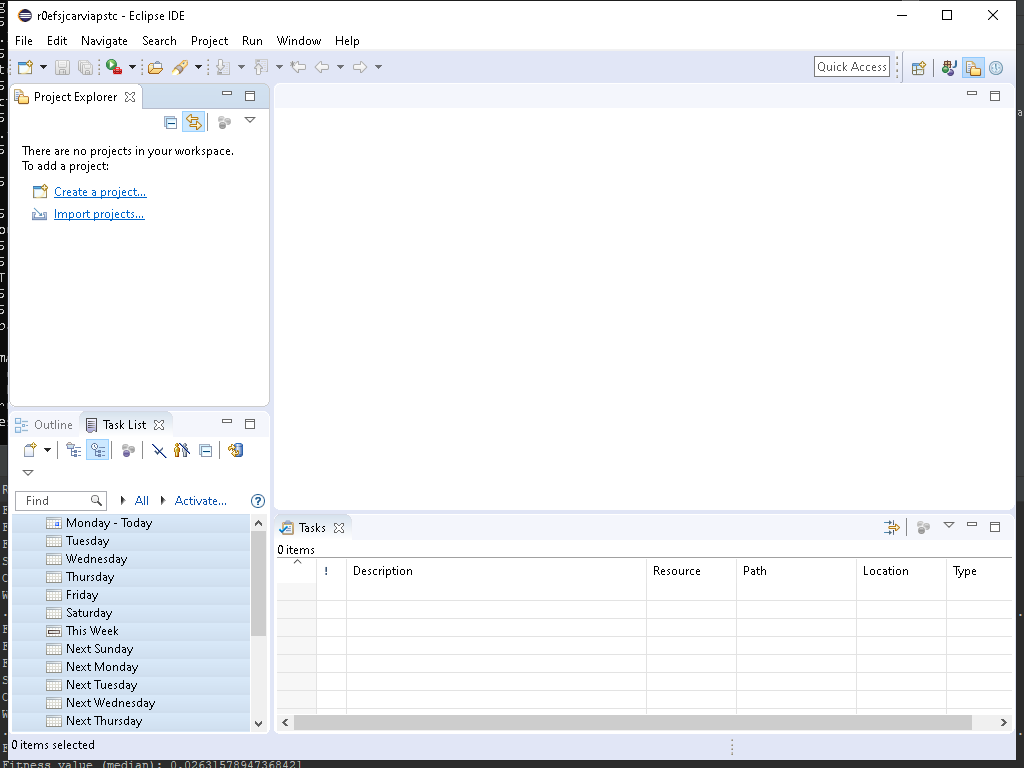 r0efsjcarviapstc - Eclipse IDE
File Edit Navigate Search Project Run Window Help
Quick Access
Project Explorer
There are no projects in your workspace.
To add a project:
Create a project...
Import projects...
Outline Task List
Find All Activate...
Monday - Today
Tuesday
Wednesday
Thursday
Friday
Saturday
This Week
Next Sunday
Next Monday
Next Tuesday
Next Wednesday
Next Thursday
Tasks
0 items
! Description Resource Path Location Type
0 items selected
Fitness value (median): 0.02631578947368421